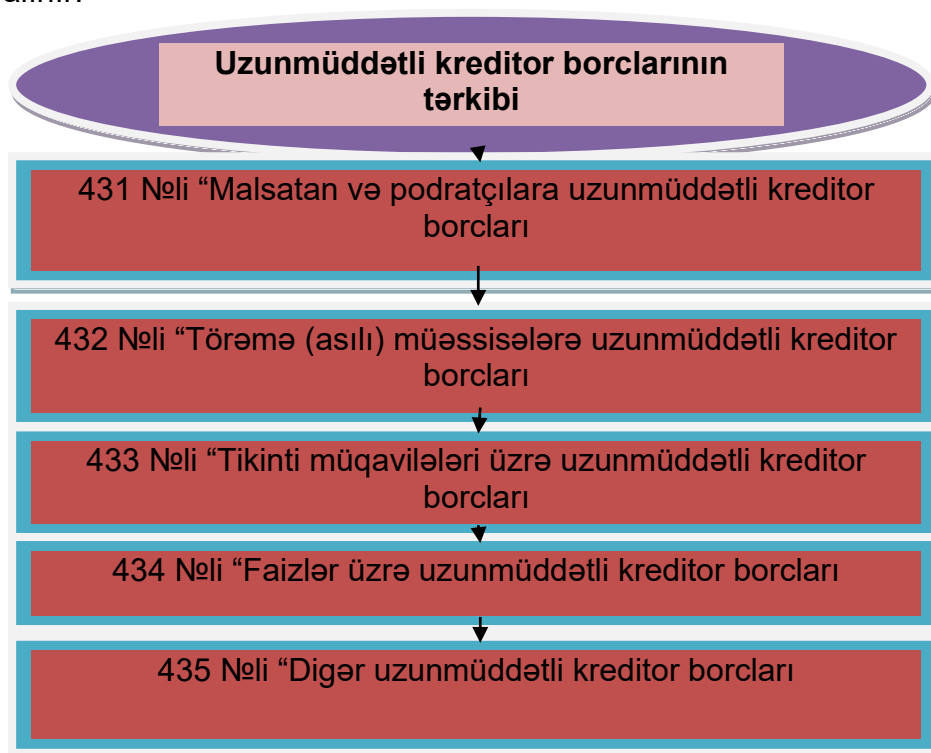 Uzunmüddətli kreditor borclarının
tərkibi
431 №li “Malsatan və podratçılara uzunmüddətli kreditor
borcları
432 №li “Törəmə (asılı) müəssisələrə uzunmüddətli kreditor
borcları
433 №li “Tikinti müqavilələri üzrə uzunmüddətli kreditor
borcları
434 №li “Faizlər üzrə uzunmüddətli kreditor borcları
435 №li “Digər uzunmüddətli kreditor borcları